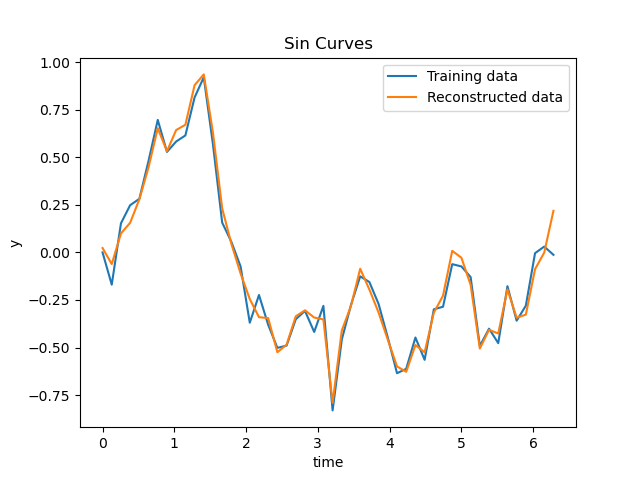 Sin Curves
Training data
Reconstructed data
1.00
0.75
0.50
0.25
0.00
−0.25
−0.50
−0.75
y
0 1 2 3 4 5 6
time